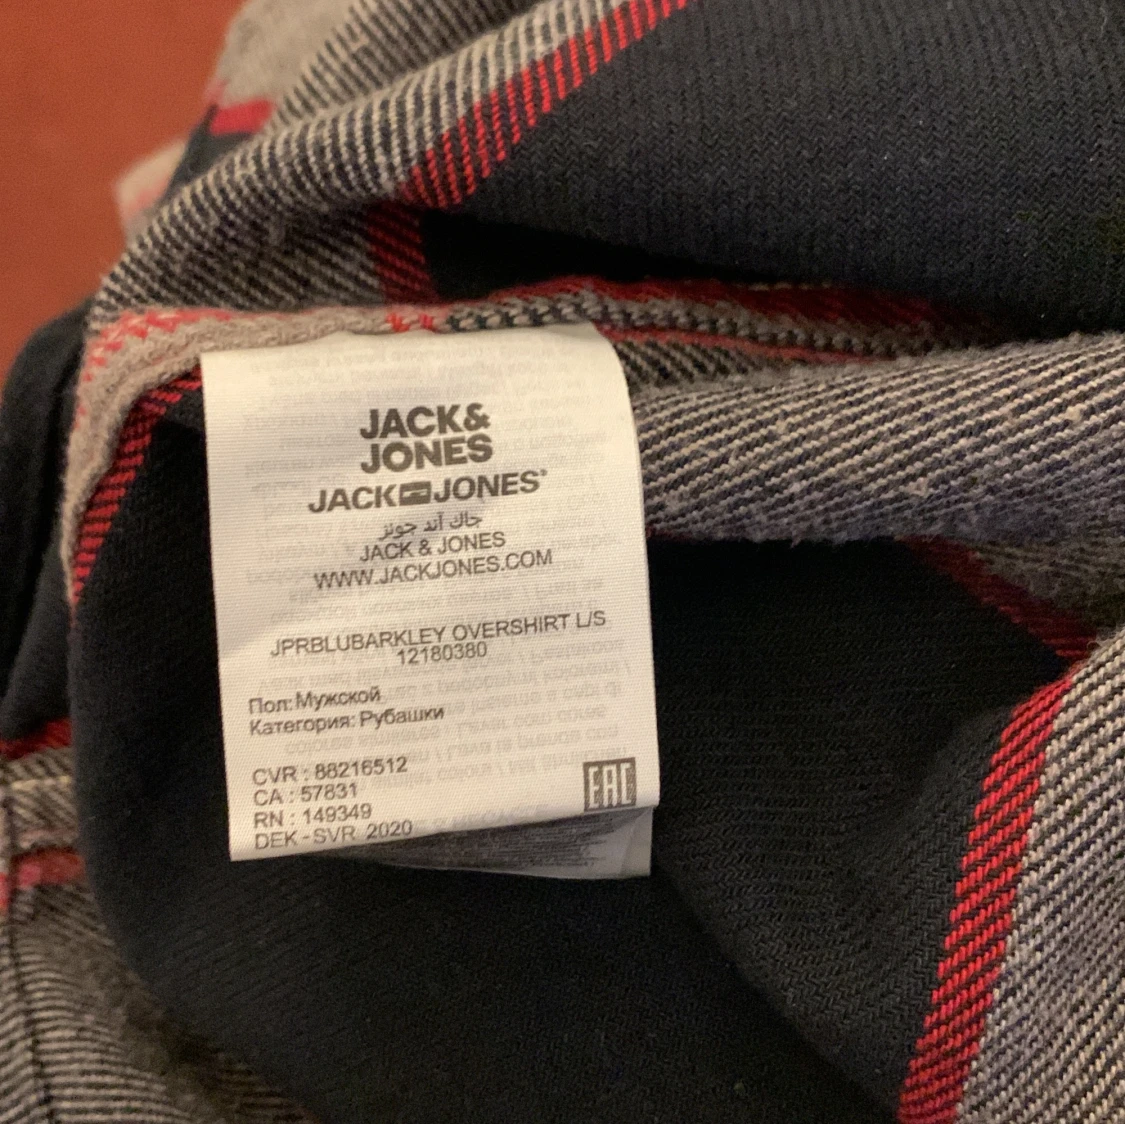 JACK&
JONES
JACK JONES®
جاك آند جونز
JACK & JONES
WWW.JACKJONES.COM
JPRBLUBARKLEY OVERSHIRT L/S
12180380
Пол: Мужской
Категория: Рубашки
CVR : 88216512
CA : 57831
RN : 149349
DEK-SVR 2020
EAC